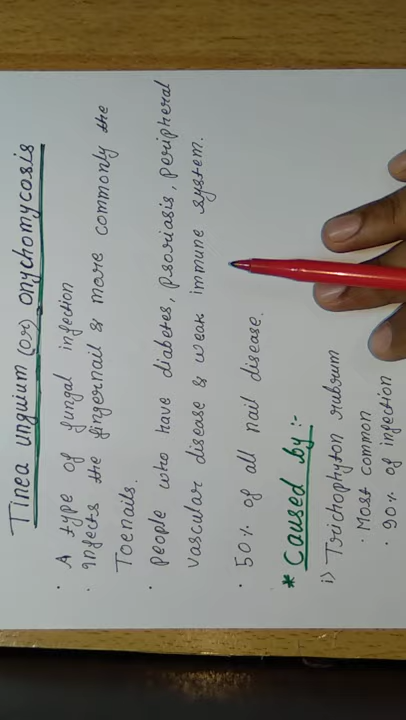 Tinea unguium (or) onychomycosis
• A type of fungal infection
• infects the fingernail & more commonly the
Toenails.
• people who have diabetes, psoriasis, peripheral
vascular disease & weak immune system.
• 50% of all nail disease.
* Caused by :-
i) Trichophyton rubrum
• Most common
• 90% of infection